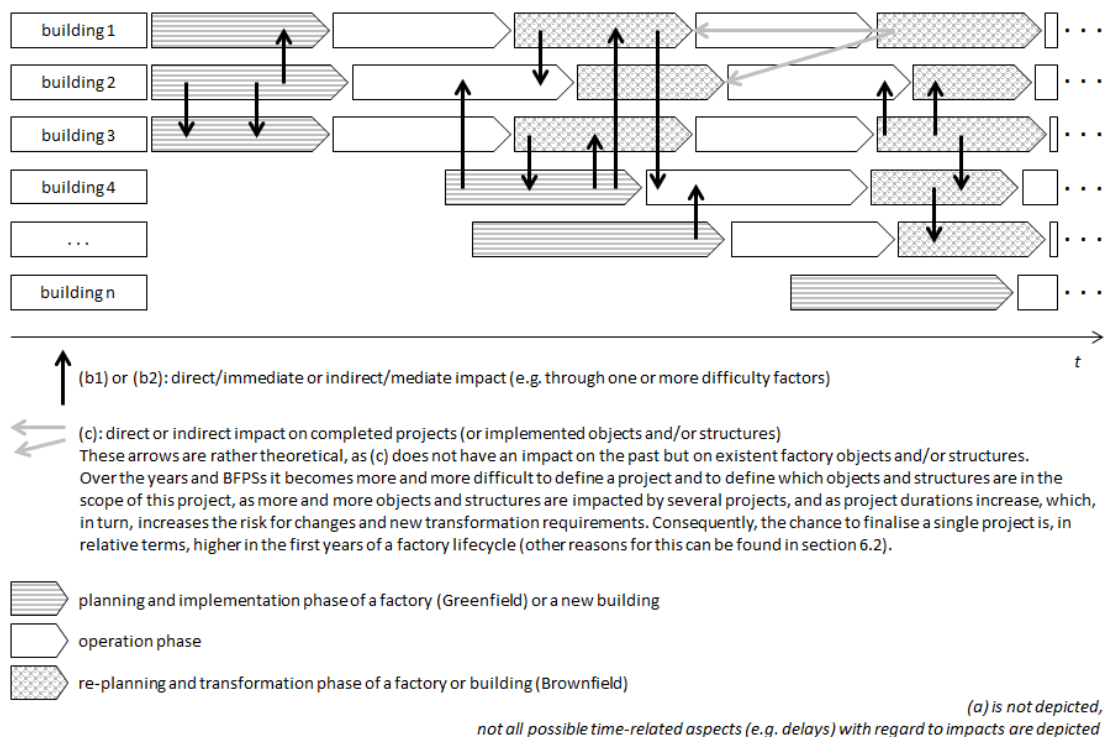 building 1
. . .
building 2
. . .
building 3
. . .
building 4
. . .
. . .
. . .
building n
. . .
t
(b1) or (b2): direct/immediate or indirect/mediate impact (e.g. through one or more difficulty factors)
(c): direct or indirect impact on completed projects (or implemented objects and/or structures)
These arrows are rather theoretical, as (c) does not have an impact on the past but on existent factory objects and/or structures.
Over the years and BFPSs it becomes more and more difficult to define a project and to define which objects and structures are in the
scope of this project, as more and more objects and structures are impacted by several projects, and as project durations increase, which,
in turn, increases the risk for changes and new transformation requirements. Consequently, the chance to finalise a single project is, in
relative terms, higher in the first years of a factory lifecycle (other reasons for this can be found in section 6.2).
planning and implementation phase of a factory (Greenfield) or a new building
operation phase
re-planning and transformation phase of a factory or building (Brownfield)
(a) is not depicted,
not all possible time-related aspects (e.g. delays) with regard to impacts are depicted